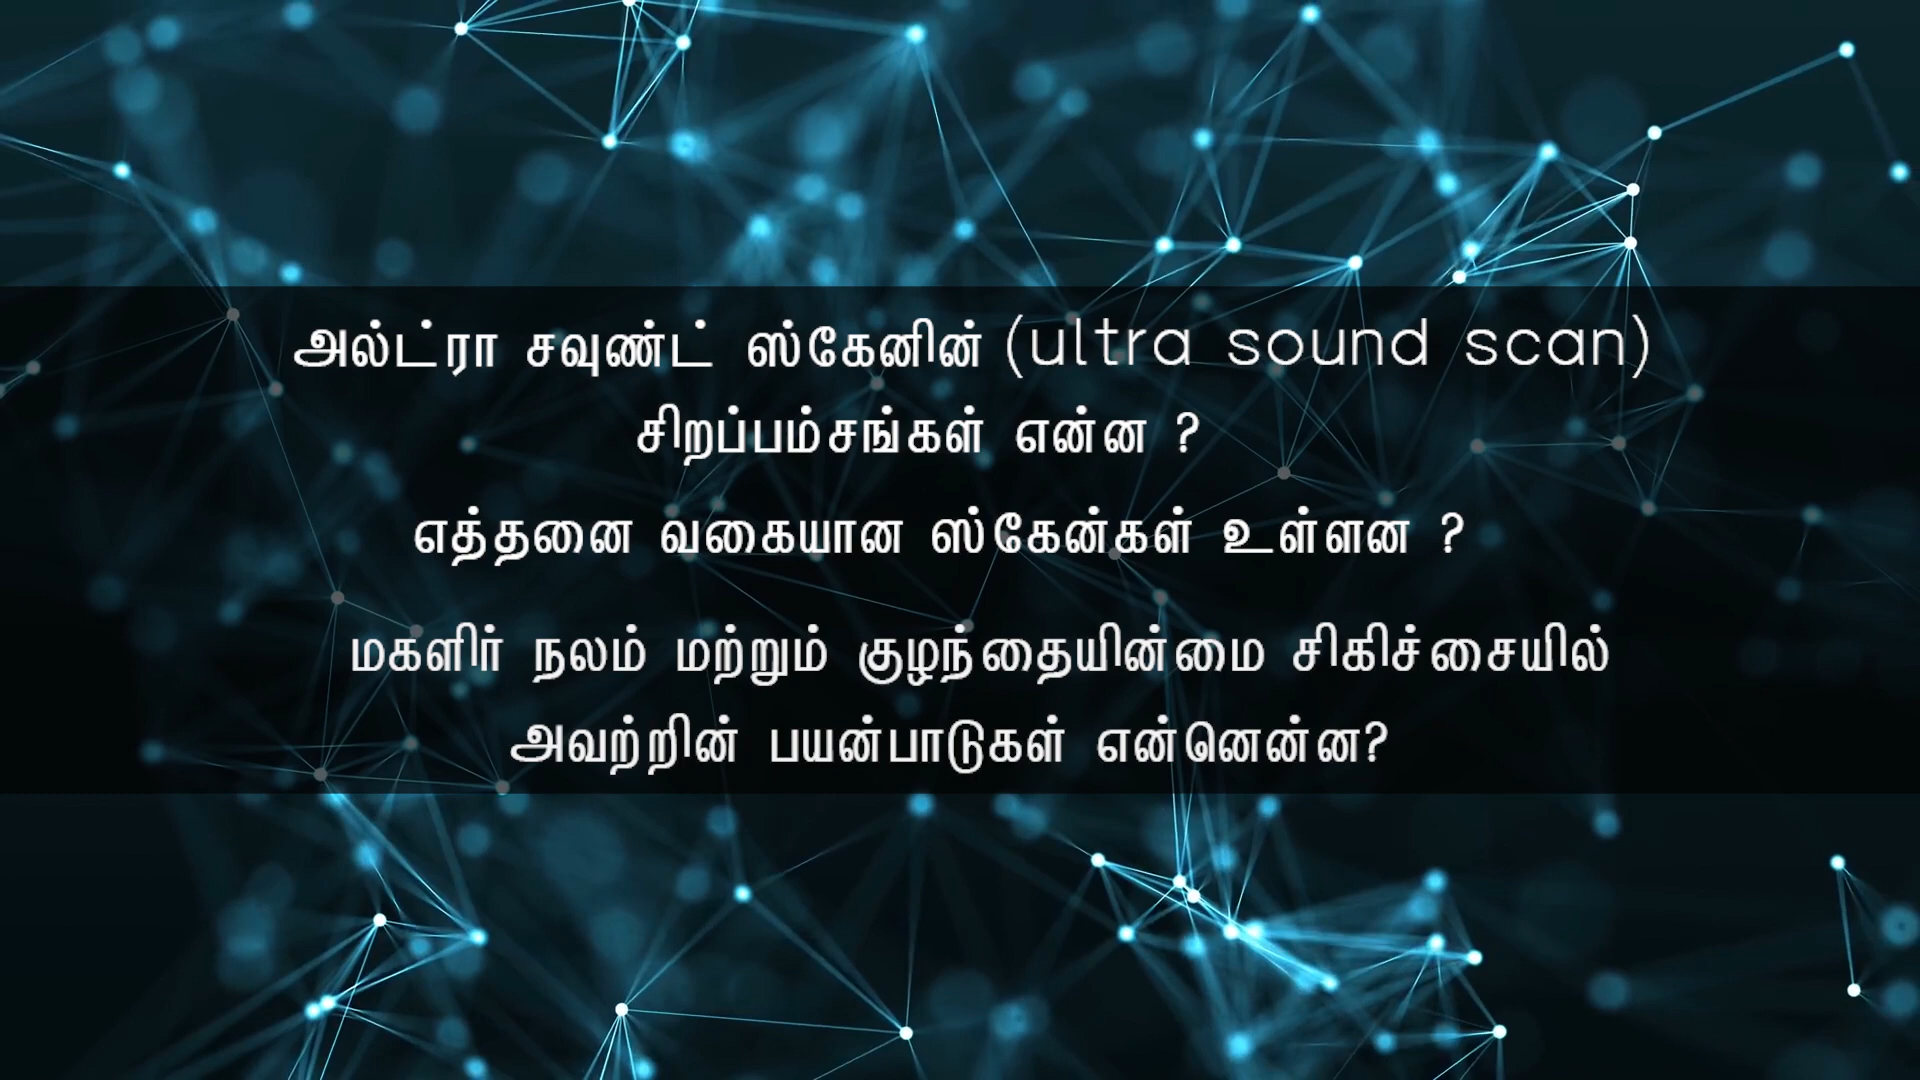 அல்ட்ரா சவுண்ட் ஸ்கேனின் (ultra sound scan)
சிறப்பம்சங்கள் என்ன ?
எத்தனை வகையான ஸ்கேன்கள் உள்ளன ?
மகளிர் நலம் மற்றும் குழந்தையின்மை சிகிச்சையில்
அவற்றின் பயன்பாடுகள் என்னென்ன?